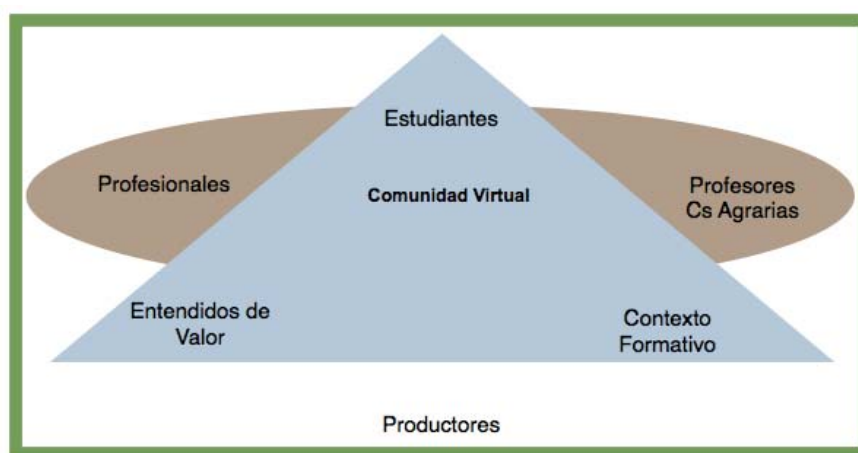 Estudiantes
Profesionales
Comunidad Virtual
Profesores
Cs Agrarias
Entendidos de
Valor
Contexto
Formativo
Productores